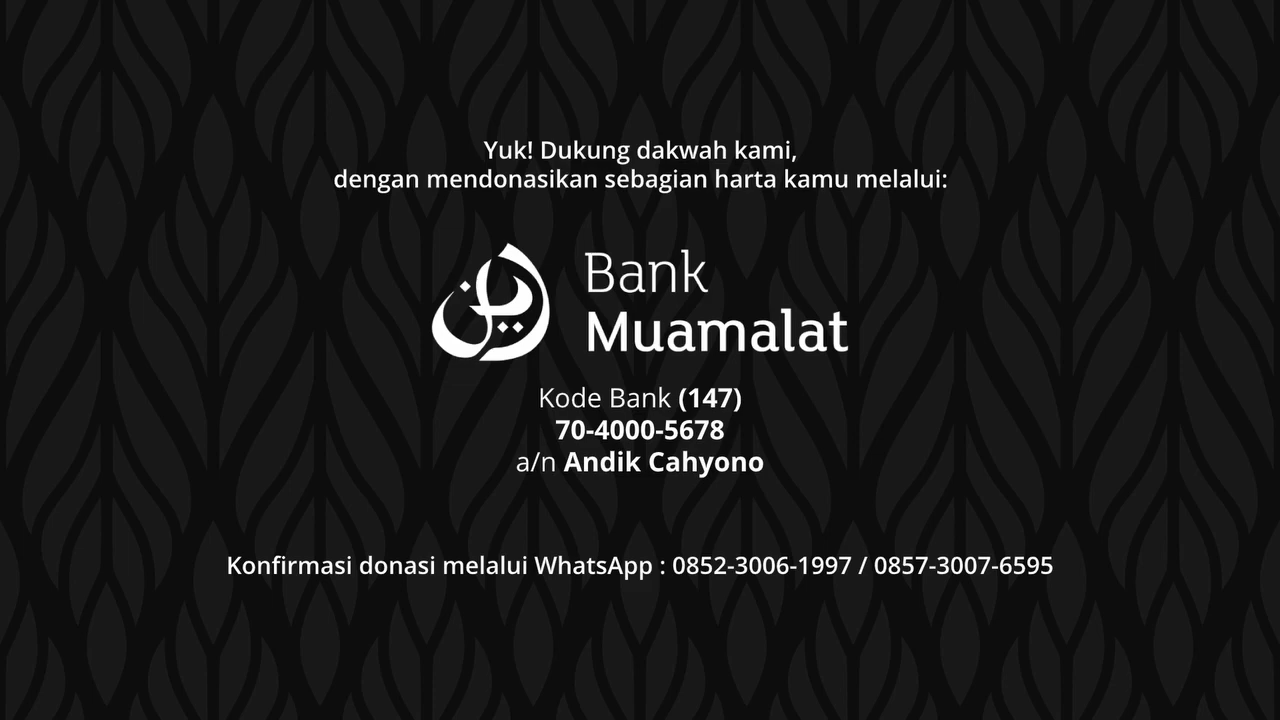 Yuk! Dukung dakwah kami,
dengan mendonasikan sebagian harta kamu melalui:
Bank
Muamalat
Kode Bank (147)
70-4000-5678
a/n Andik Cahyono
Konfirmasi donasi melalui WhatsApp : 0852-3006-1997 / 0857-3007-6595